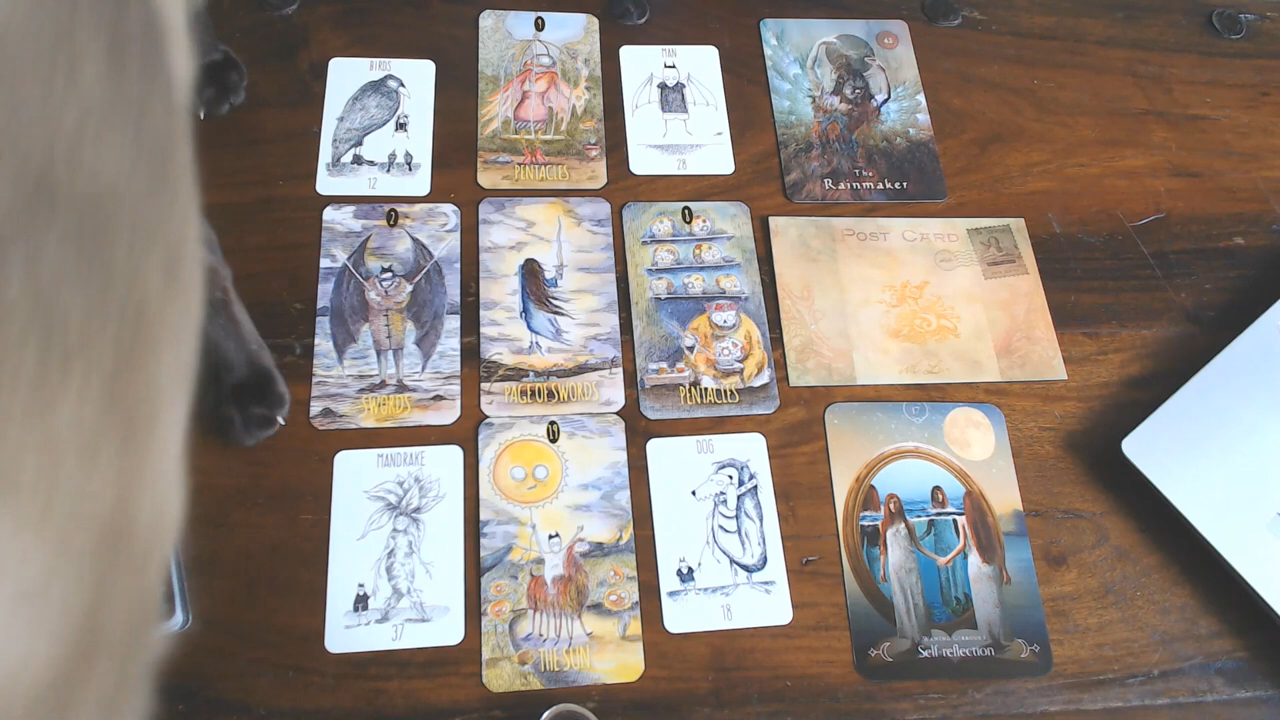 BIRDS
12
PENTACLES
MAN
28
43
The
Rainmaker
2
SWORDS
PAGE OF SWORDS
PENTACLES
POST CARD
MANDRAKE
37
19
THE SUN
DOG
18
17
Self-reflection